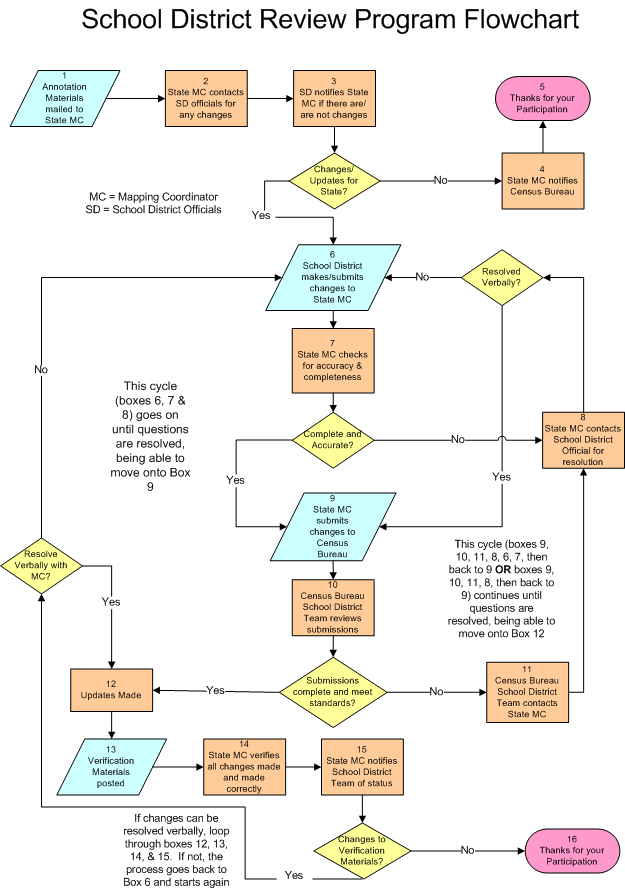 School District Review Program Flowchart
1
Annotation
Materials
mailed to
State MC
2
State MC contacts
SD officials for
any changes
3
SD notifies State
MC if there are/
are not changes
5
Thanks for your
Participation
Changes/
Updates for
State?
No
4
State MC notifies
Census Bureau
MC = Mapping Coordinator
SD = School District Officials
Yes
6
School District
makes/submits
changes to
State MC
No
Resolved
Verbally?
7
State MC checks
for accuracy &
completeness
No
This cycle
(boxes 6, 7 &
8) goes on
until questions
are resolved,
being able to
move onto Box
9
Complete and
Accurate?
No
8
State MC contacts
School District
Official for
resolution
Yes
Yes
9
State MC
submits
changes to
Census
Bureau
Resolve
Verbally with
MC?
This cycle (boxes 9,
10, 11, 8, 6, 7, then
back to 9 OR boxes 9,
10, 11, 8, then back to
9) continues until
questions are
resolved, being able to
move onto Box 12
Yes
10
Census Bureau
School District
Team reviews
submissions
12
Updates Made
Yes
Submissions
complete and meet
standards?
No
11
Census Bureau
School District
Team contacts
State MC
13
Verification
Materials
posted
14
State MC verifies
all changes made
and made
correctly
15
State MC notifies
School District
Team of status
If changes can be
resolved verbally, loop
through boxes 12, 13,
14, & 15.  If not, the
process goes back to
Box 6 and starts again
Yes
Changes to
Verification
Materials?
No
16
Thanks for your
Participation